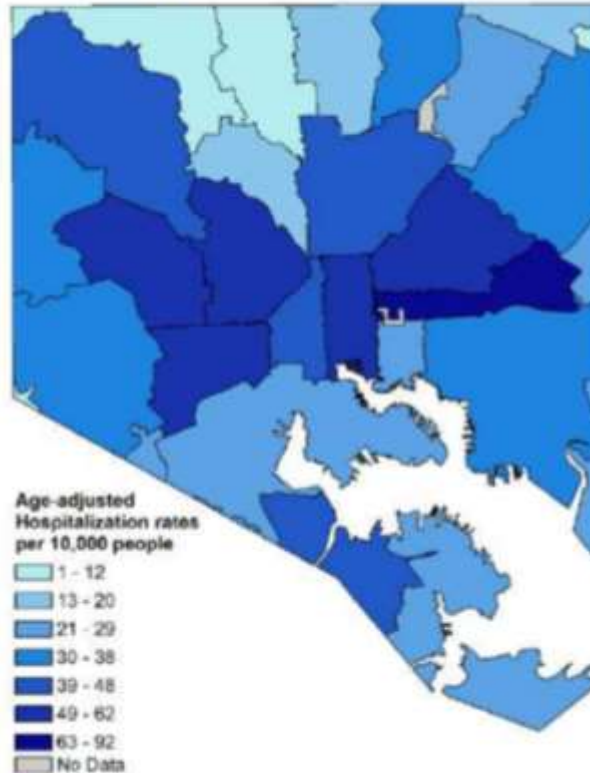 Age-adjusted
Hospitalization rates
per 10,000 people
1 - 12
13 - 20
21 - 29
30 - 38
39 - 48
49 - 62
63 - 92
No Data